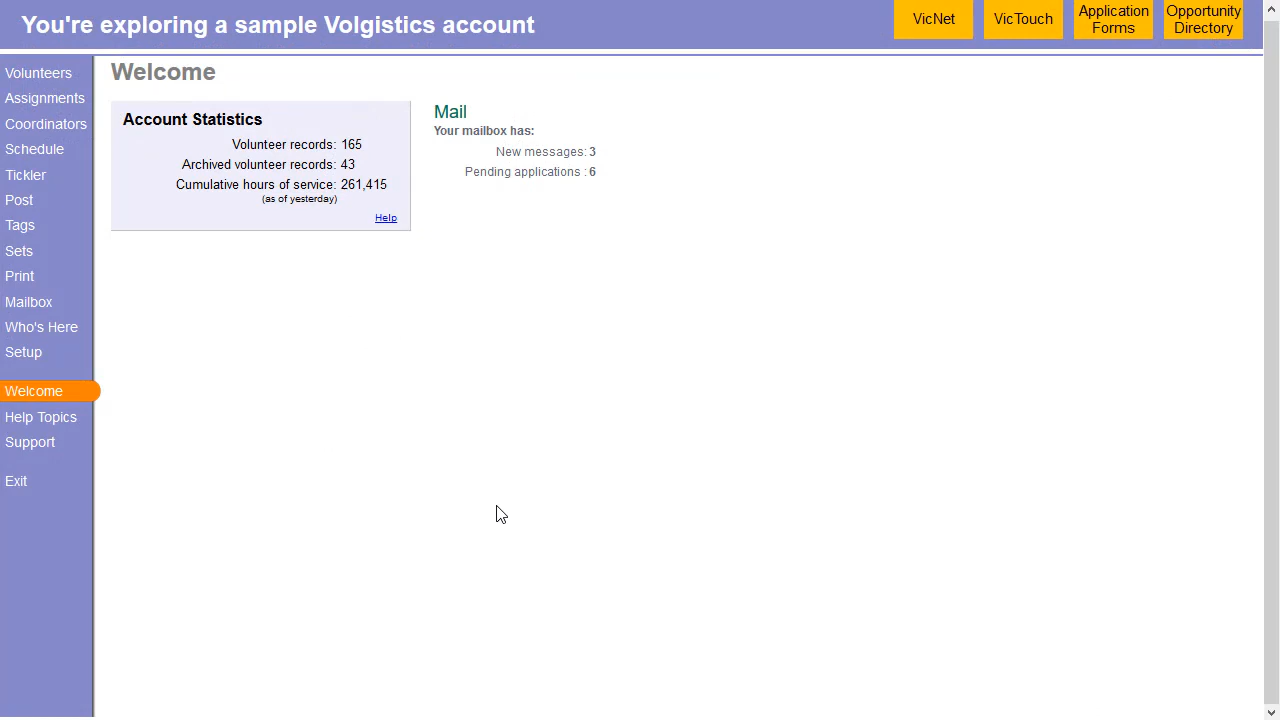 You're exploring a sample Volgistics account
VicNet
VicTouch
Application
Forms
Opportunity
Directory
Volunteers
Assignments
Coordinators
Schedule
Tickler
Post
Tags
Sets
Print
Mailbox
Who's Here
Setup
Welcome
Help Topics
Support
Exit
Welcome
Account Statistics
Volunteer records: 165
Archived volunteer records: 43
Cumulative hours of service: 261,415
(as of yesterday)
Help
Mail
Your mailbox has:
New messages: 3
Pending applications : 6